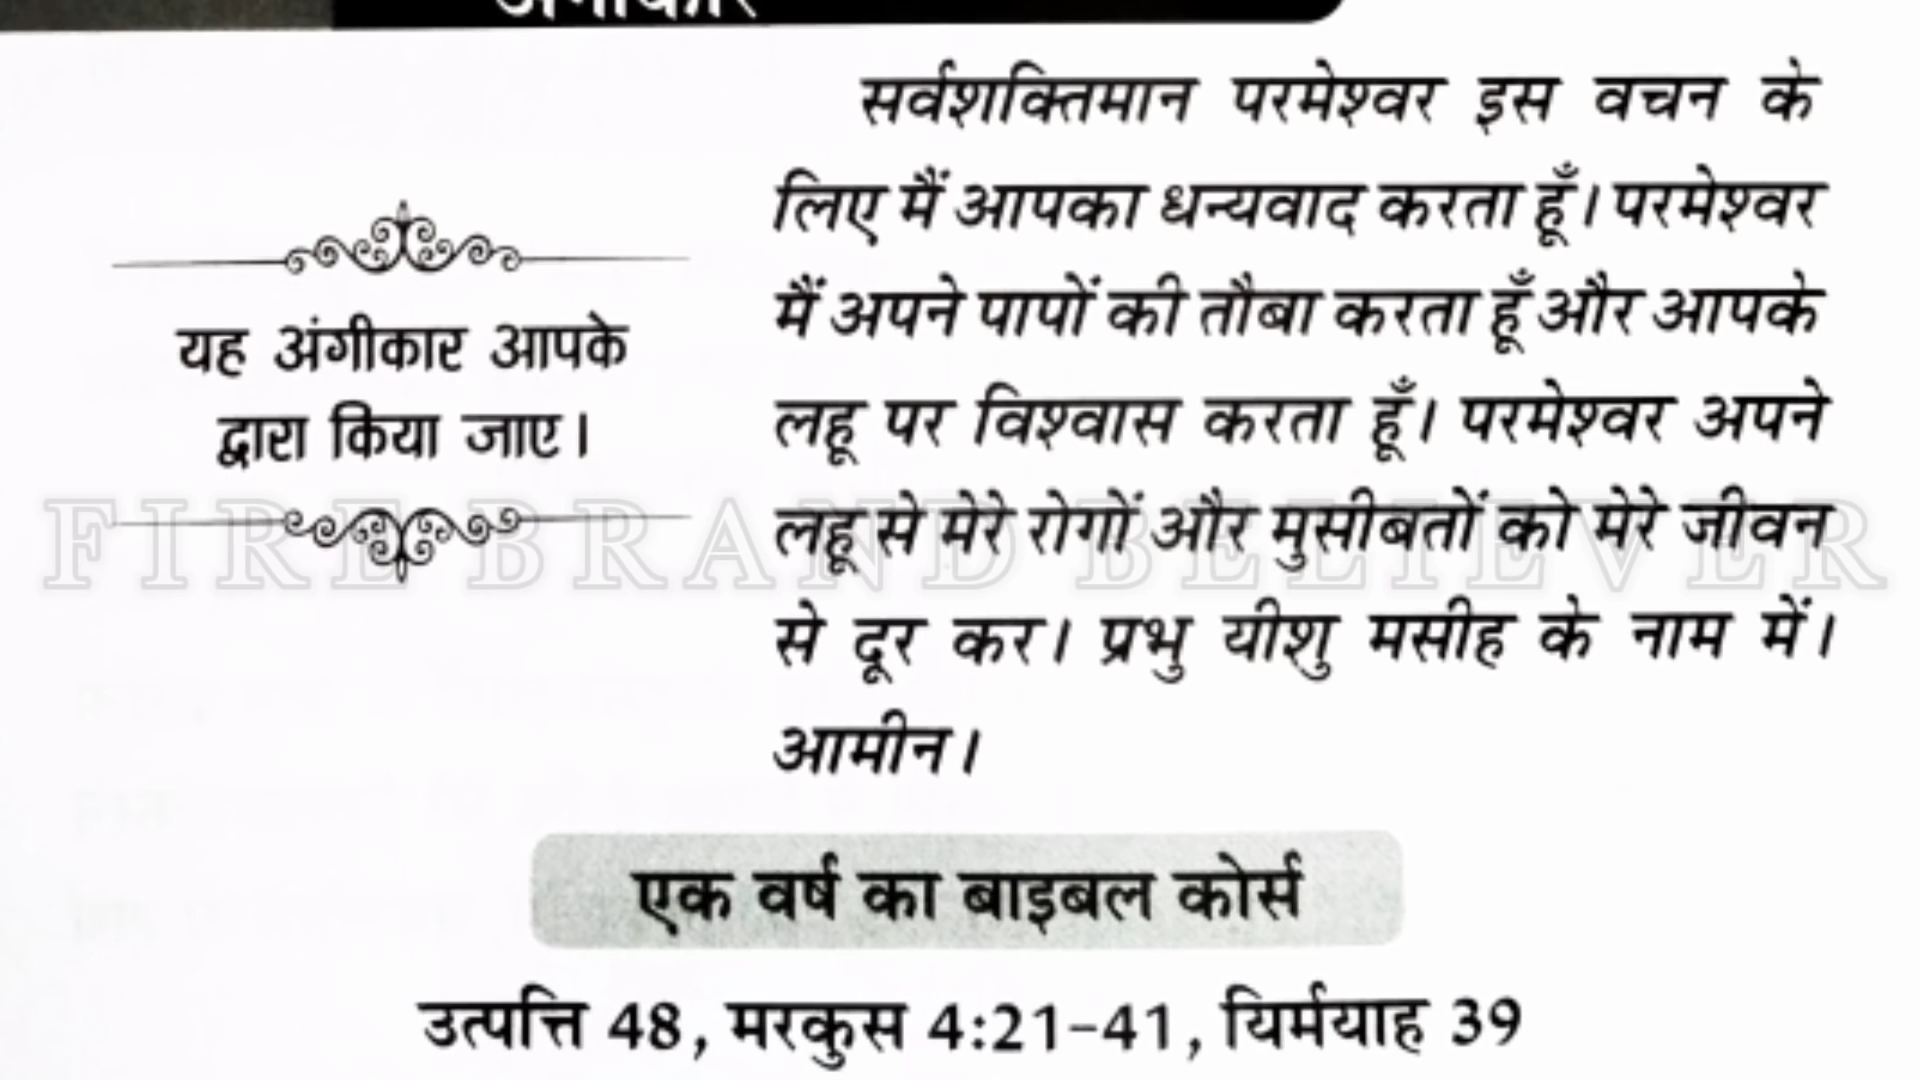 अंगीकार
सर्वशक्तिमान परमेश्वर इस वचन के
लिए मैं आपका धन्यवाद करता हूँ। परमेश्वर
मैं अपने पापों की तौबा करता हूँ और आपके
लहू पर विश्वास करता हूँ। परमेश्वर अपने
लहू से मेरे रोगों और मुसीबतों को मेरे जीवन
से दूर कर। प्रभु यीशु मसीह के नाम में।
आमीन।
यह अंगीकार आपके
द्वारा किया जाए।
FIRE BRAND BELIEVER
एक वर्ष का बाइबल कोर्स
उत्पत्ति 48, मरकुस 4:21-41, यिर्मयाह 39